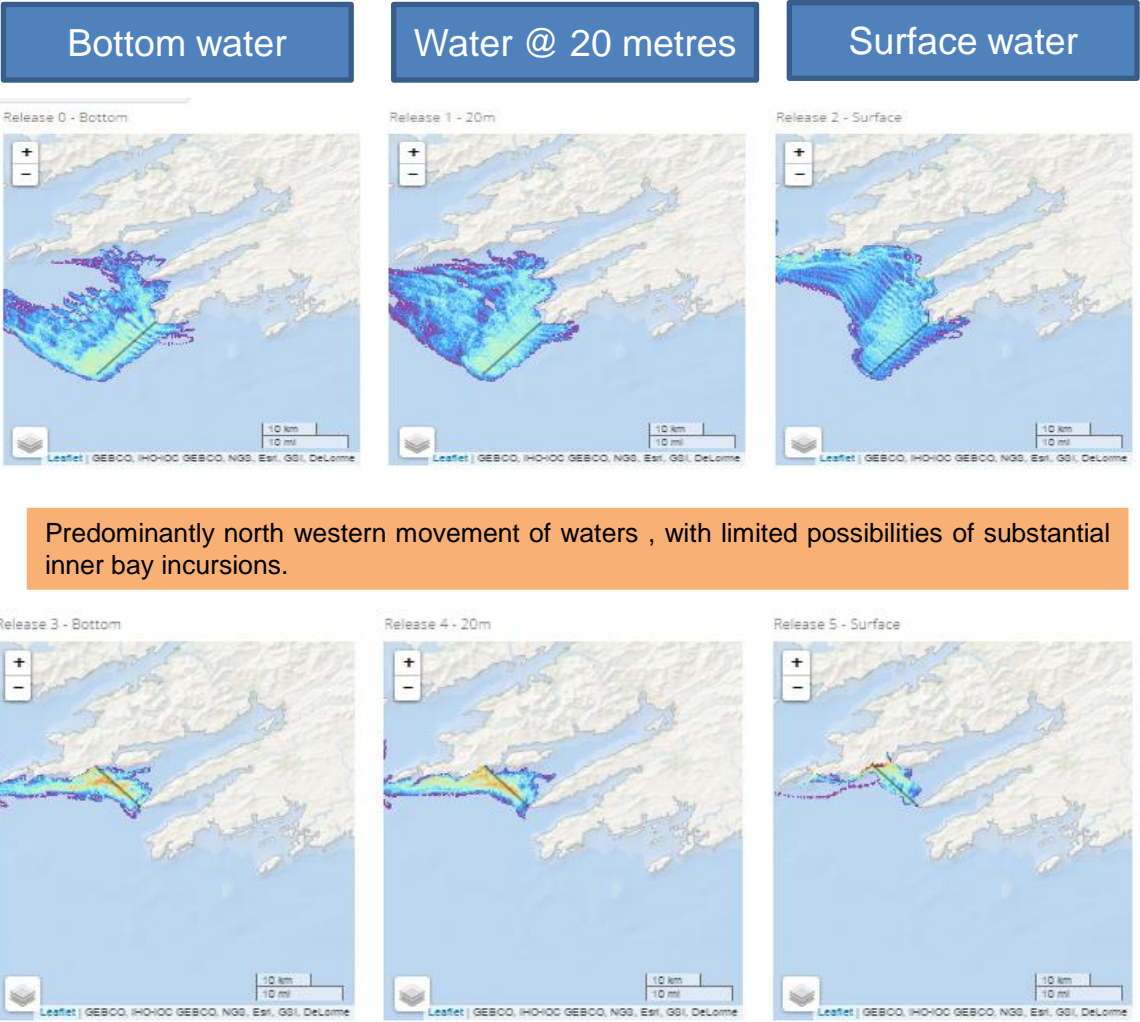 Bottom water
Water @ 20 metres
Surface water
Release 0 - Bottom
Release 1 - 20m
Release 2 - Surface
+
−
+
−
+
−
10 km
10 mi
10 km
10 mi
10 km
10 mi
Leaflet | GEBCO, IHO-IOC GEBCO, NGS, Esri, GSI, DeLorme
Leaflet | GEBCO, IHO-IOC GEBCO, NGS, Esri, GSI, DeLorme
Leaflet | GEBCO, IHO-IOC GEBCO, NGS, Esri, GSI, DeLorme
Predominantly north western movement of waters , with limited possibilities of substantial
inner bay incursions.
Release 3 - Bottom
Release 4 - 20m
Release 5 - Surface
+
−
+
−
+
−
10 km
10 mi
10 km
10 mi
10 km
10 mi
Leaflet | GEBCO, IHO-IOC GEBCO, NGS, Esri, GSI, DeLorme
Leaflet | GEBCO, IHO-IOC GEBCO, NGS, Esri, GSI, DeLorme
Leaflet | GEBCO, IHO-IOC GEBCO, NGS, Esri, GSI, DeLorme